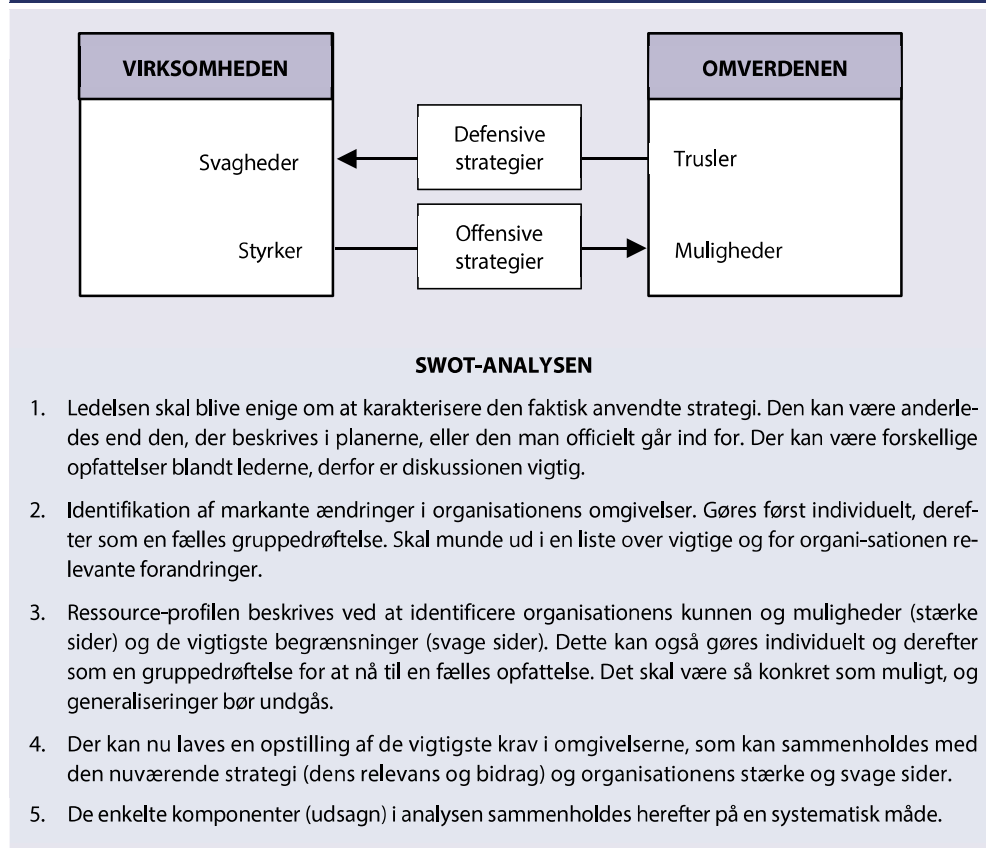 VIRKSOMHEDEN
OMVERDENEN
Svagheder
Defensive
strategier
Trusler
Styrker
Offensive
strategier
Muligheder
SWOT-ANALYSEN
1. Ledelsen skal blive enige om at karakterisere den faktisk anvendte strategi. Den kan være anderle-
des end den, der beskrives i planerne, eller den man officielt går ind for. Der kan være forskellige
opfattelser blandt lederne, derfor er diskussionen vigtig.
2. Identifikation af markante ændringer i organisationens omgivelser. Gøres først individuelt, deref-
ter som en fælles gruppedrøftelse. Skal munde ud i en liste over vigtige og for organi-sationen re-
levante forandringer.
3. Ressource-profilen beskrives ved at identificere organisationens kunnen og muligheder (stærke
sider) og de vigtigste begrænsninger (svage sider). Dette kan også gøres individuelt og derefter
som en gruppedrøftelse for at nå til en fælles opfattelse. Det skal være så konkret som muligt, og
generaliseringer bør undgås.
4. Der kan nu laves en opstilling af de vigtigste krav i omgivelserne, som kan sammenholdes med
den nuværende strategi (dens relevans og bidrag) og organisationens stærke og svage sider.
5. De enkelte komponenter (udsagn) i analysen sammenholdes herefter på en systematisk måde.